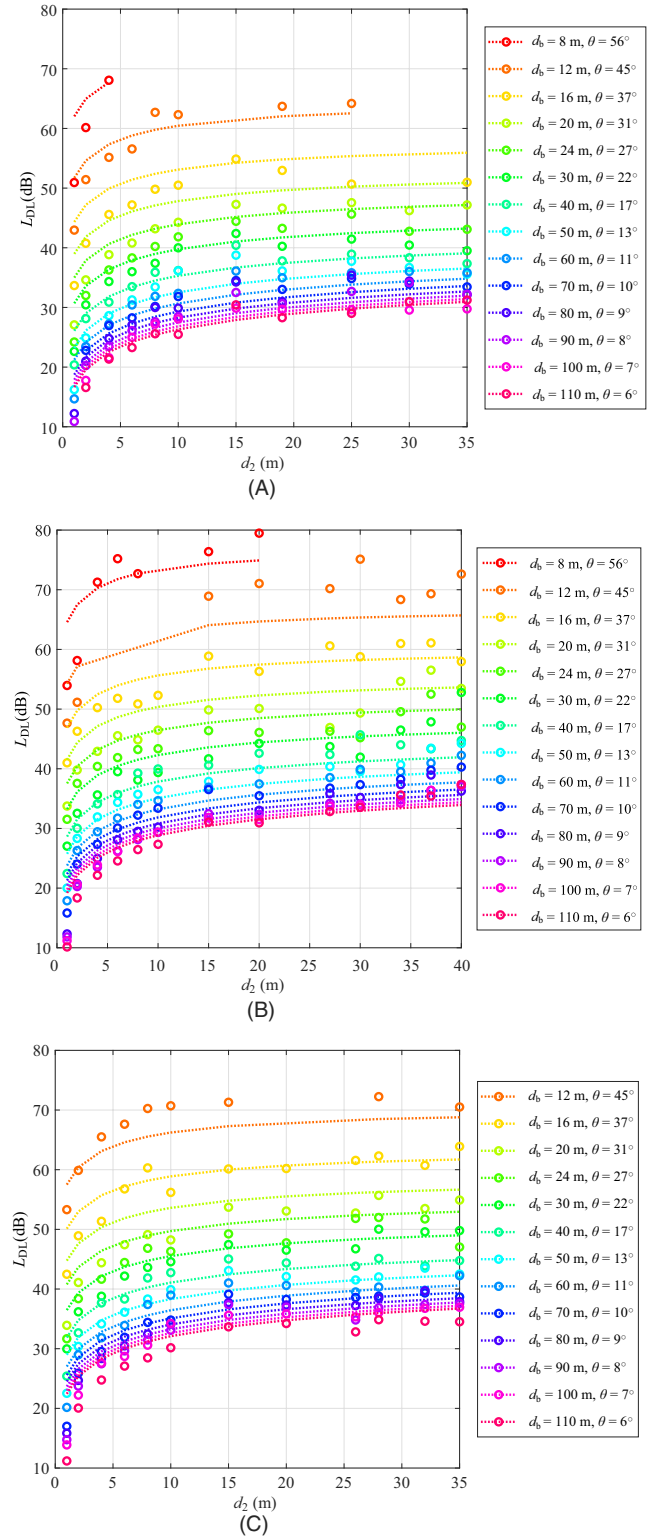 80
70
60
50
40
30
20
10
L_DL(dB)
0 5 10 15 20 25 30 35
d_2 (m)
d_b = 8 m, θ = 56°
d_b = 12 m, θ = 45°
d_b = 16 m, θ = 37°
d_b = 20 m, θ = 31°
d_b = 24 m, θ = 27°
d_b = 30 m, θ = 22°
d_b = 40 m, θ = 17°
d_b = 50 m, θ = 13°
d_b = 60 m, θ = 11°
d_b = 70 m, θ = 10°
d_b = 80 m, θ = 9°
d_b = 90 m, θ = 8°
d_b = 100 m, θ = 7°
d_b = 110 m, θ = 6°
(A)
80
70
60
50
40
30
20
10
L_DL(dB)
0 5 10 15 20 25 30 35 40
d_2 (m)
d_b = 8 m, θ = 56°
d_b = 12 m, θ = 45°
d_b = 16 m, θ = 37°
d_b = 20 m, θ = 31°
d_b = 24 m, θ = 27°
d_b = 30 m, θ = 22°
d_b = 40 m, θ = 17°
d_b = 50 m, θ = 13°
d_b = 60 m, θ = 11°
d_b = 70 m, θ = 10°
d_b = 80 m, θ = 9°
d_b = 90 m, θ = 8°
d_b = 100 m, θ = 7°
d_b = 110 m, θ = 6°
(B)
80
70
60
50
40
30
20
10
L_DL(dB)
0 5 10 15 20 25 30 35
d_2 (m)
d_b = 12 m, θ = 45°
d_b = 16 m, θ = 37°
d_b = 20 m, θ = 31°
d_b = 24 m, θ = 27°
d_b = 30 m, θ = 22°
d_b = 40 m, θ = 17°
d_b = 50 m, θ = 13°
d_b = 60 m, θ = 11°
d_b = 70 m, θ = 10°
d_b = 80 m, θ = 9°
d_b = 90 m, θ = 8°
d_b = 100 m, θ = 7°
d_b = 110 m, θ = 6°
(C)